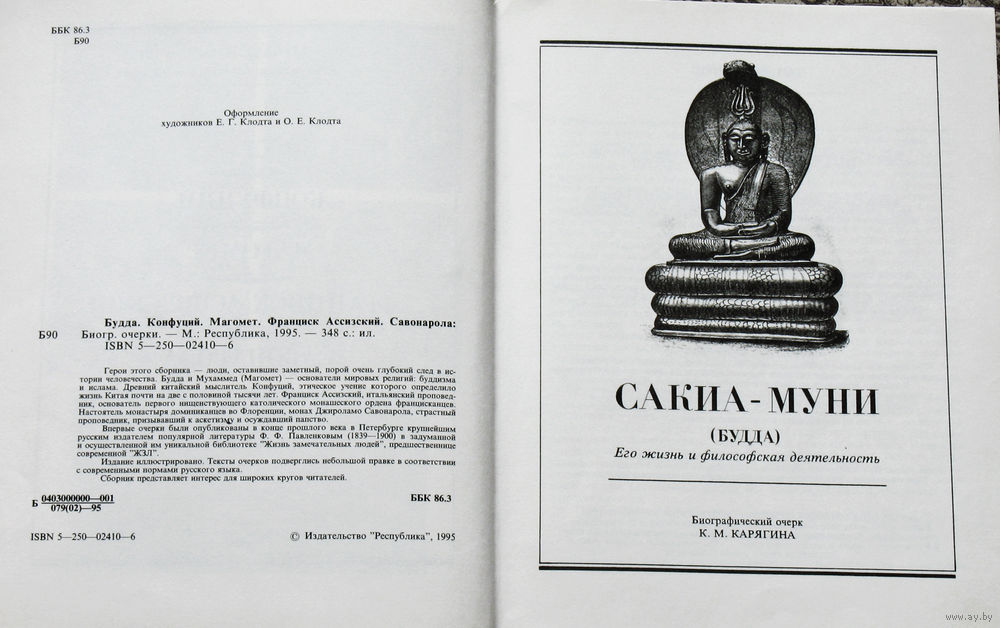 ББК 86.3
Б90
Оформление
художников Е. Г. Клодта и О. Е. Клодта
Будда. Конфуций. Магомет. Франциск Ассизский. Савонарола:
Б90 Биогр. очерки. — М.: Республика, 1995. — 348 с.: ил.
ISBN 5—250—02410—6
Герои этого сборника — люди, оставившие заметный, порой очень глубокий след в ис-
тории человечества. Будда и Мухаммед (Магомет) — основатели мировых религий: буддизма
и ислама. Древний китайский мыслитель Конфуций, этическое учение которого определило
жизнь Китая почти на две с половиной тысячи лет. Франциск Ассизский, итальянский проповед-
ник, основатель первого нищенствующего католического монашеского ордена францисканцев.
Настоятель монастыря доминиканцев во Флоренции, монах Джироламо Савонарола, страстный
проповедник, призывавший к аскетизму и осуждавший папство.
Впервые очерки были опубликованы в конце прошлого века в Петербурге крупнейшим
русским издателем популярной литературы Ф. Ф. Павленковым (1839—1900) в задуманной
и осуществленной им уникальной библиотеке "Жизнь замечательных людей", предшественнице
современной "ЖЗЛ".
Издание иллюстрировано. Тексты очерков подверглись небольшой правке в соответствии
с современными нормами русского языка.
Сборник представляет интерес для широких кругов читателей.
Б 0403000000—001
079(02)—95
ББК 86.3
ISBN 5—250—02410—6
© Издательство "Республика", 1995
САКИА-МУНИ
(БУДДА)
Его жизнь и философская деятельность
Биографический очерк
К. М. КАРЯГИНА
www.ay.by